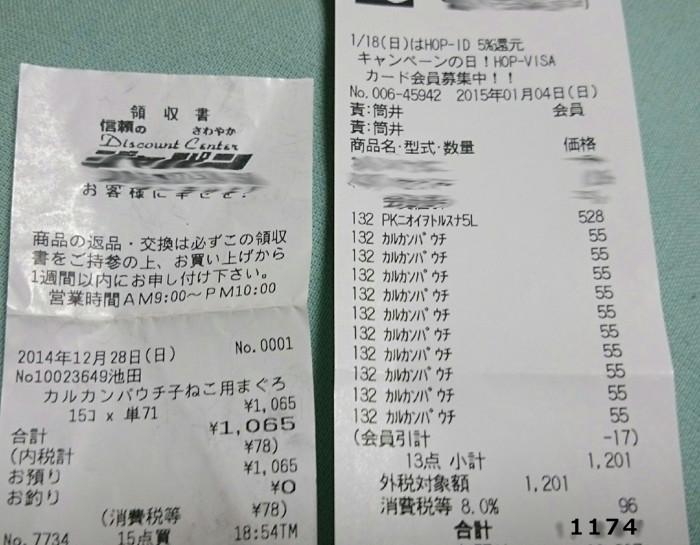 領収書
信頼の さわやか
Discount Center
ジャパン
お客様に幸せを!
商品の返品・交換は必ずこの領収
書をご持参の上、お買い上げから
1週間以内にお申し付け下さい。
営業時間AM9:00～PM10:00
2014年12月28日(日) No.0001
No10023649池田
カルカンパウチ子ねこ用まぐろ
15コ x 単71 ¥1,065
合計 ¥1,065
(内税計 ¥78)
お預り ¥1,065
お釣り ¥0
(消費税等 ¥78)
No.7734 15点買 18:54TM
1/18(日)はHOP-ID 5%還元
キャンペーンの日!HOP-VISA
カード会員募集中!!
No.006-45942 2015年01月04日(日)
責:筒井 会員
責:筒井
商品名・型式・数量 価格
132 PKﾆｵｲｦﾄﾙｽﾅ5L 528
132 ｶﾙｶﾝﾊﾟｳﾁ 55
132 ｶﾙｶﾝﾊﾟｳﾁ 55
132 ｶﾙｶﾝﾊﾟｳﾁ 55
132 ｶﾙｶﾝﾊﾟｳﾁ 55
132 ｶﾙｶﾝﾊﾟｳﾁ 55
132 ｶﾙｶﾝﾊﾟｳﾁ 55
132 ｶﾙｶﾝﾊﾟｳﾁ 55
132 ｶﾙｶﾝﾊﾟｳﾁ 55
132 ｶﾙｶﾝﾊﾟｳﾁ 55
132 ｶﾙｶﾝﾊﾟｳﾁ 55
(会員引計 -17)
13点 小計 1,201
外税対象額 1,201
消費税等 8.0% 96
合計 1174